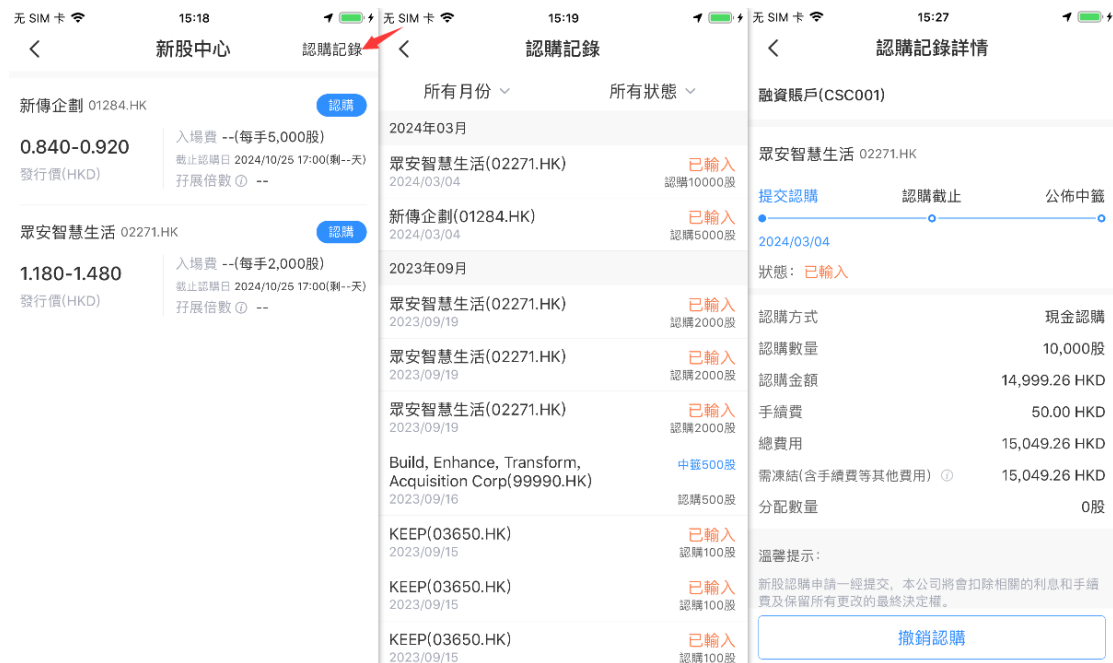 无 SIM 卡
15:18
新股中心
認購記錄
新傳企劃 01284.HK
認購
0.840-0.920
發行價(HKD)
入場費 --(每手5,000股)
截止認購日 2024/10/25 17:00(剩--天)
孖展倍數 --
眾安智慧生活 02271.HK
認購
1.180-1.480
發行價(HKD)
入場費 --(每手2,000股)
截止認購日 2024/10/25 17:00(剩--天)
孖展倍數 --
无 SIM 卡
15:19
認購記錄
所有月份
所有狀態
2024年03月
眾安智慧生活(02271.HK)
已輸入
2024/03/04
認購10000股
新傳企劃(01284.HK)
已輸入
2024/03/04
認購5000股
2023年09月
眾安智慧生活(02271.HK)
已輸入
2023/09/19
認購2000股
眾安智慧生活(02271.HK)
已輸入
2023/09/19
認購2000股
眾安智慧生活(02271.HK)
已輸入
2023/09/19
認購2000股
Build, Enhance, Transform,
Acquisition Corp(99990.HK)
中籤500股
2023/09/16
認購500股
KEEP(03650.HK)
已輸入
2023/09/15
認購100股
KEEP(03650.HK)
已輸入
2023/09/15
認購100股
KEEP(03650.HK)
已輸入
2023/09/15
認購100股
无 SIM 卡
15:27
認購記錄詳情
融資賬戶(CSC001)
眾安智慧生活 02271.HK
提交認購
認購截止
公佈中籤
2024/03/04
狀態： 已輸入
認購方式
現金認購
認購數量
10,000股
認購金額
14,999.26 HKD
手續費
50.00 HKD
總費用
15,049.26 HKD
需凍結(含手續費等其他費用)
15,049.26 HKD
分配數量
0股
溫馨提示：
新股認購申請一經提交，本公司將會扣除相關的利息和手續
費及保留所有更改的最終決定權。
撤銷認購